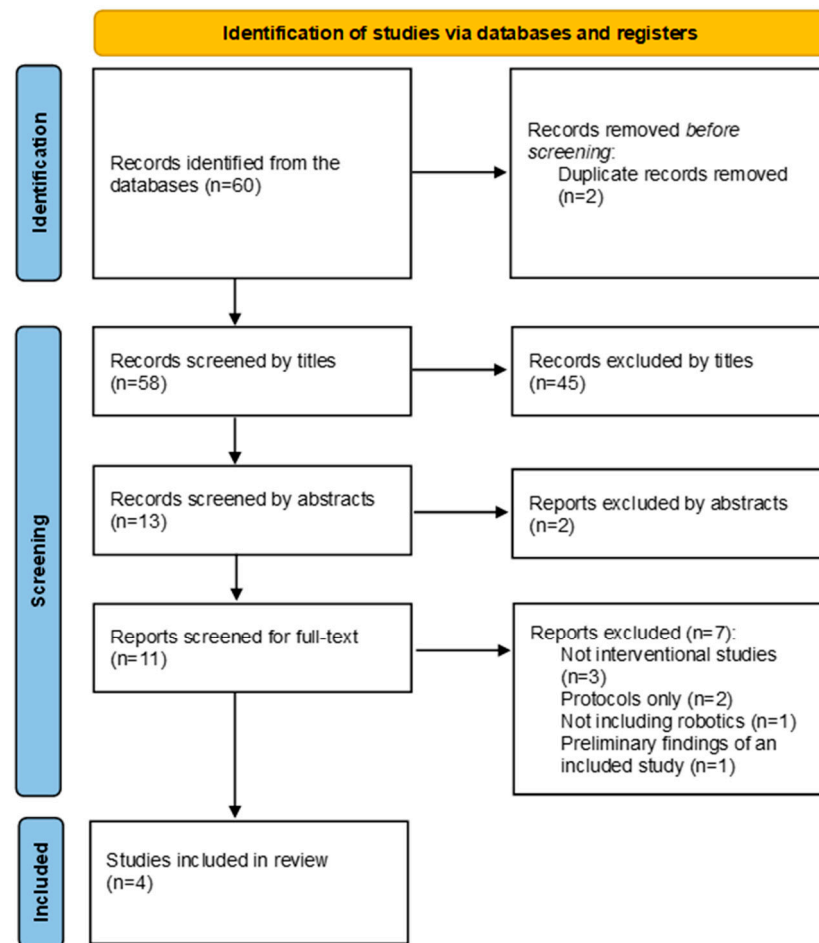 Identification of studies via databases and registers
Identification
Records identified from the
databases (n=60)
Records removed before
screening:
Duplicate records removed
(n=2)
Screening
Records screened by titles
(n=58)
Records excluded by titles
(n=45)
Records screened by abstracts
(n=13)
Reports excluded by abstracts
(n=2)
Reports screened for full-text
(n=11)
Reports excluded (n=7):
Not interventional studies
(n=3)
Protocols only (n=2)
Not including robotics (n=1)
Preliminary findings of an
included study (n=1)
Included
Studies included in review
(n=4)